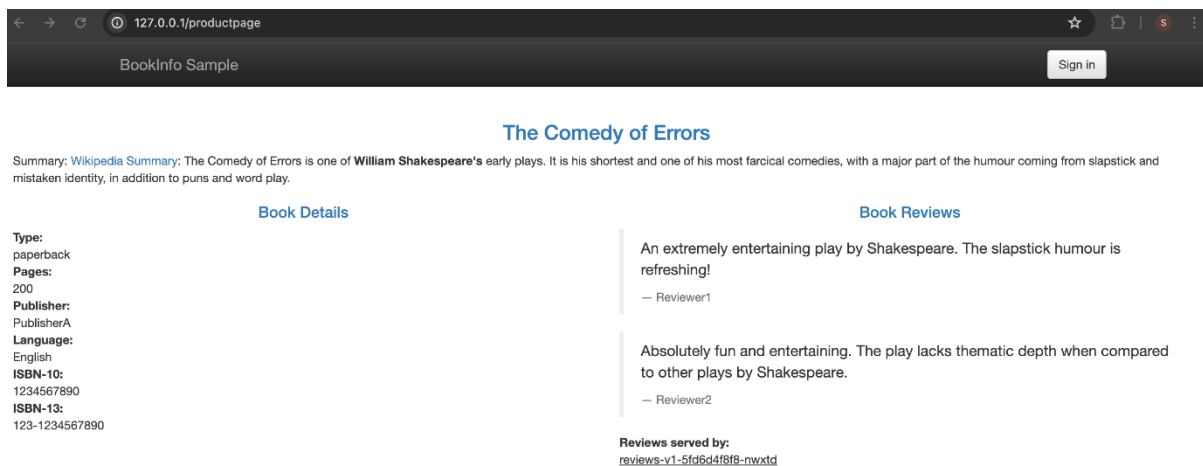 127.0.0.1/productpage
S
BookInfo Sample
Sign in
The Comedy of Errors
Summary: Wikipedia Summary: The Comedy of Errors is one of William Shakespeare's early plays. It is his shortest and one of his most farcical comedies, with a major part of the humour coming from slapstick and
mistaken identity, in addition to puns and word play.
Book Details
Type:
paperback
Pages:
200
Publisher:
PublisherA
Language:
English
ISBN-10:
1234567890
ISBN-13:
123-1234567890
Book Reviews
An extremely entertaining play by Shakespeare. The slapstick humour is
refreshing!
— Reviewer1
Absolutely fun and entertaining. The play lacks thematic depth when compared
to other plays by Shakespeare.
— Reviewer2
Reviews served by:
reviews-v1-5fd6d4f8f8-nwxtd